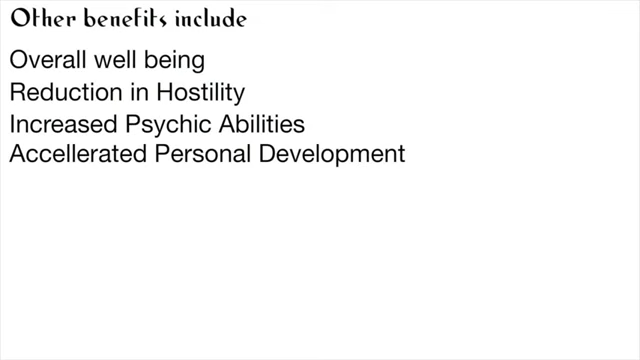 Other benefits include
Overall well being
Reduction in Hostility
Increased Psychic Abilities
Accellerated Personal Development